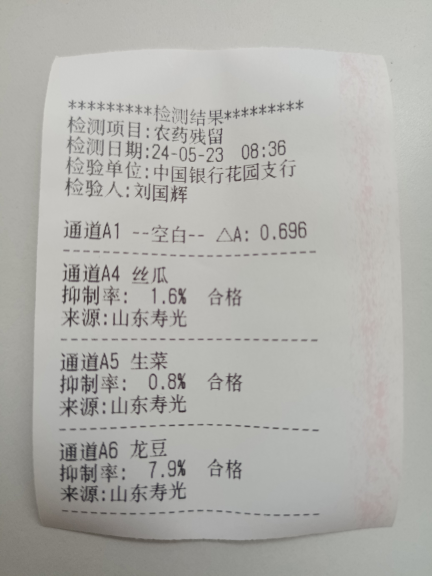 *********检测结果*********
检测项目:农药残留
检测日期:24-05-23 08:36
检验单位:中国银行花园支行
检验人:刘国辉
通道A1 --空白-- △A: 0.696
通道A4 丝瓜
抑制率: 1.6% 合格
来源:山东寿光
通道A5 生菜
抑制率: 0.8% 合格
来源:山东寿光
通道A6 龙豆
抑制率: 7.9% 合格
来源:山东寿光